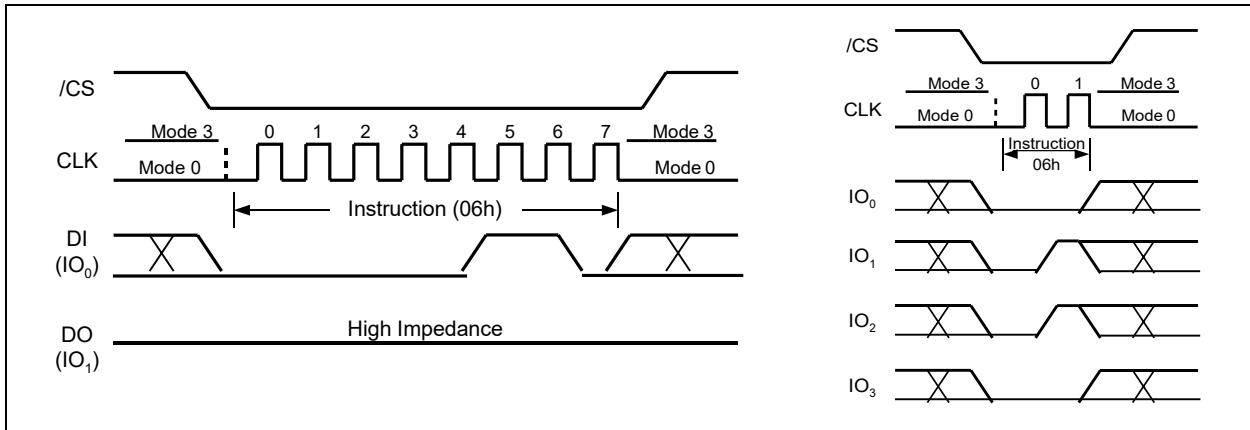 /CS
Mode 3 0 1 2 3 4 5 6 7 Mode 3
CLK
Mode 0 Mode 0
Instruction (06h)
DI
(IO₀)
High Impedance
DO
(IO₁)
/CS
Mode 3 0 1 Mode 3
CLK
Mode 0 Mode 0
Instruction
06h
IO₀
IO₁
IO₂
IO₃